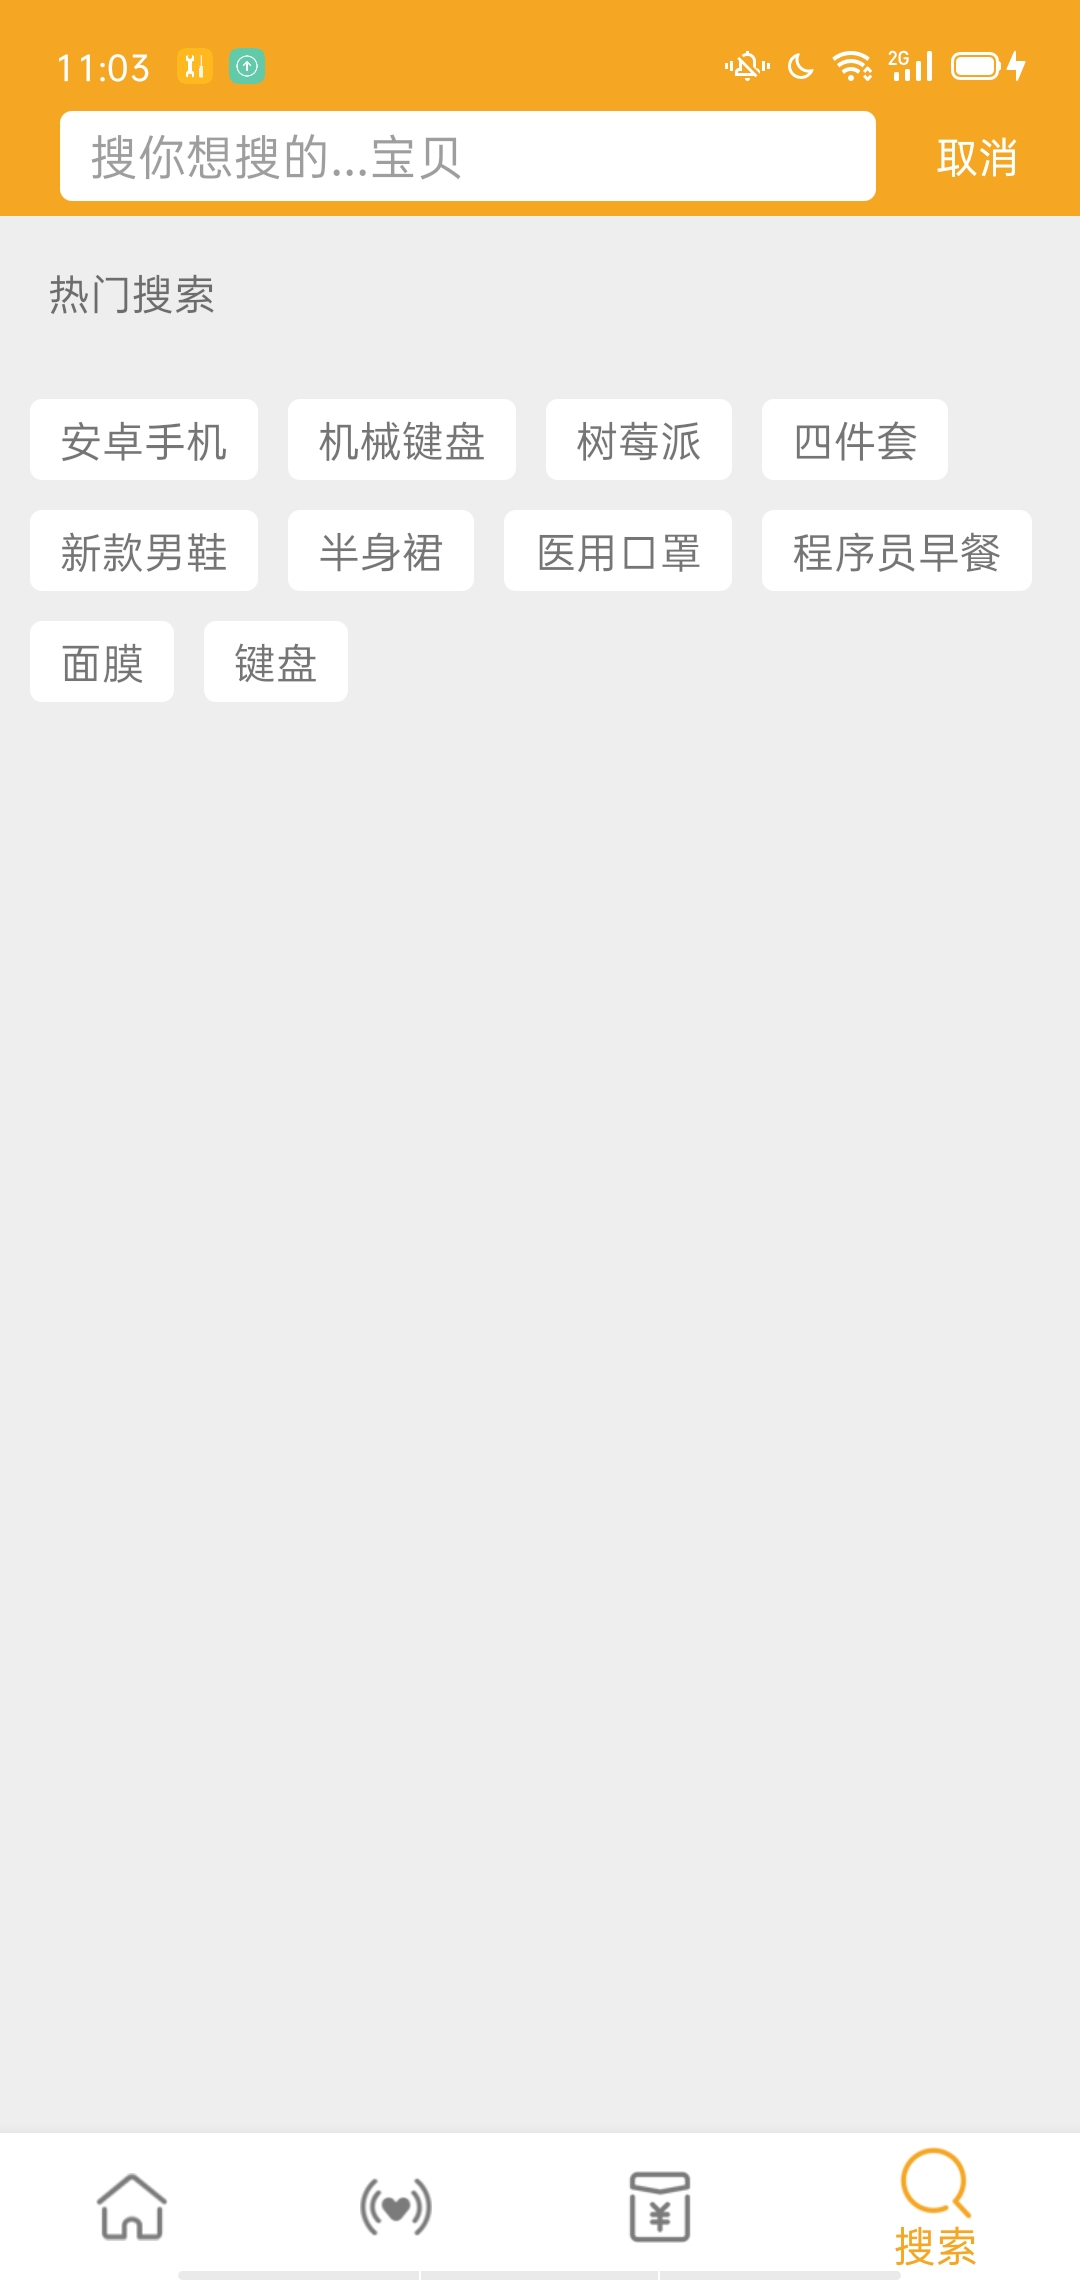 11:03 2G
搜你想搜的...宝贝 取消
热门搜索
安卓手机 机械键盘 树莓派 四件套
新款男鞋 半身裙 医用口罩 程序员早餐
面膜 键盘
¥
搜索